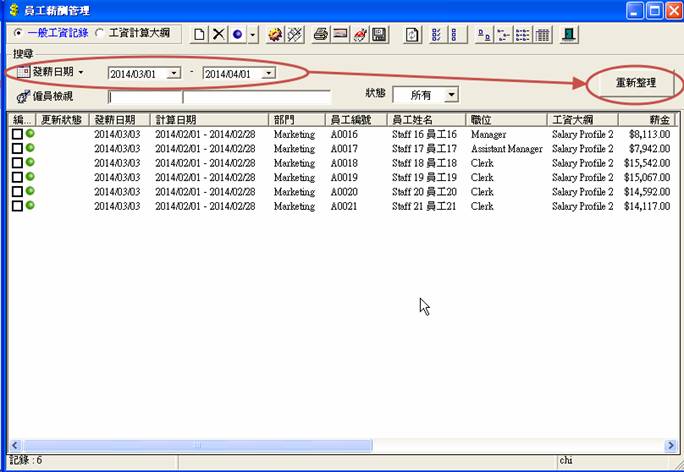 員工薪酬管理
一般工資記錄 工資計算大綱
搜尋
發薪日期 2014/03/01 - 2014/04/01 重新整理
僱員檢視 狀態 所有
編... 更新狀態 發薪日期 計算日期 部門 員工編號 員工姓名 職位 工資大綱 薪金
2014/03/03 2014/02/01 - 2014/02/28 Marketing A0016 Staff 16 員工16 Manager Salary Profile 2 $8,113.00
2014/03/03 2014/02/01 - 2014/02/28 Marketing A0017 Staff 17 員工17 Assistant Manager Salary Profile 2 $7,942.00
2014/03/03 2014/02/01 - 2014/02/28 Marketing A0018 Staff 18 員工18 Clerk Salary Profile 2 $15,542.00
2014/03/03 2014/02/01 - 2014/02/28 Marketing A0019 Staff 19 員工19 Clerk Salary Profile 2 $15,067.00
2014/03/03 2014/02/01 - 2014/02/28 Marketing A0020 Staff 20 員工20 Clerk Salary Profile 2 $14,592.00
2014/03/03 2014/02/01 - 2014/02/28 Marketing A0021 Staff 21 員工21 Clerk Salary Profile 2 $14,117.00
記錄 : 6 chi